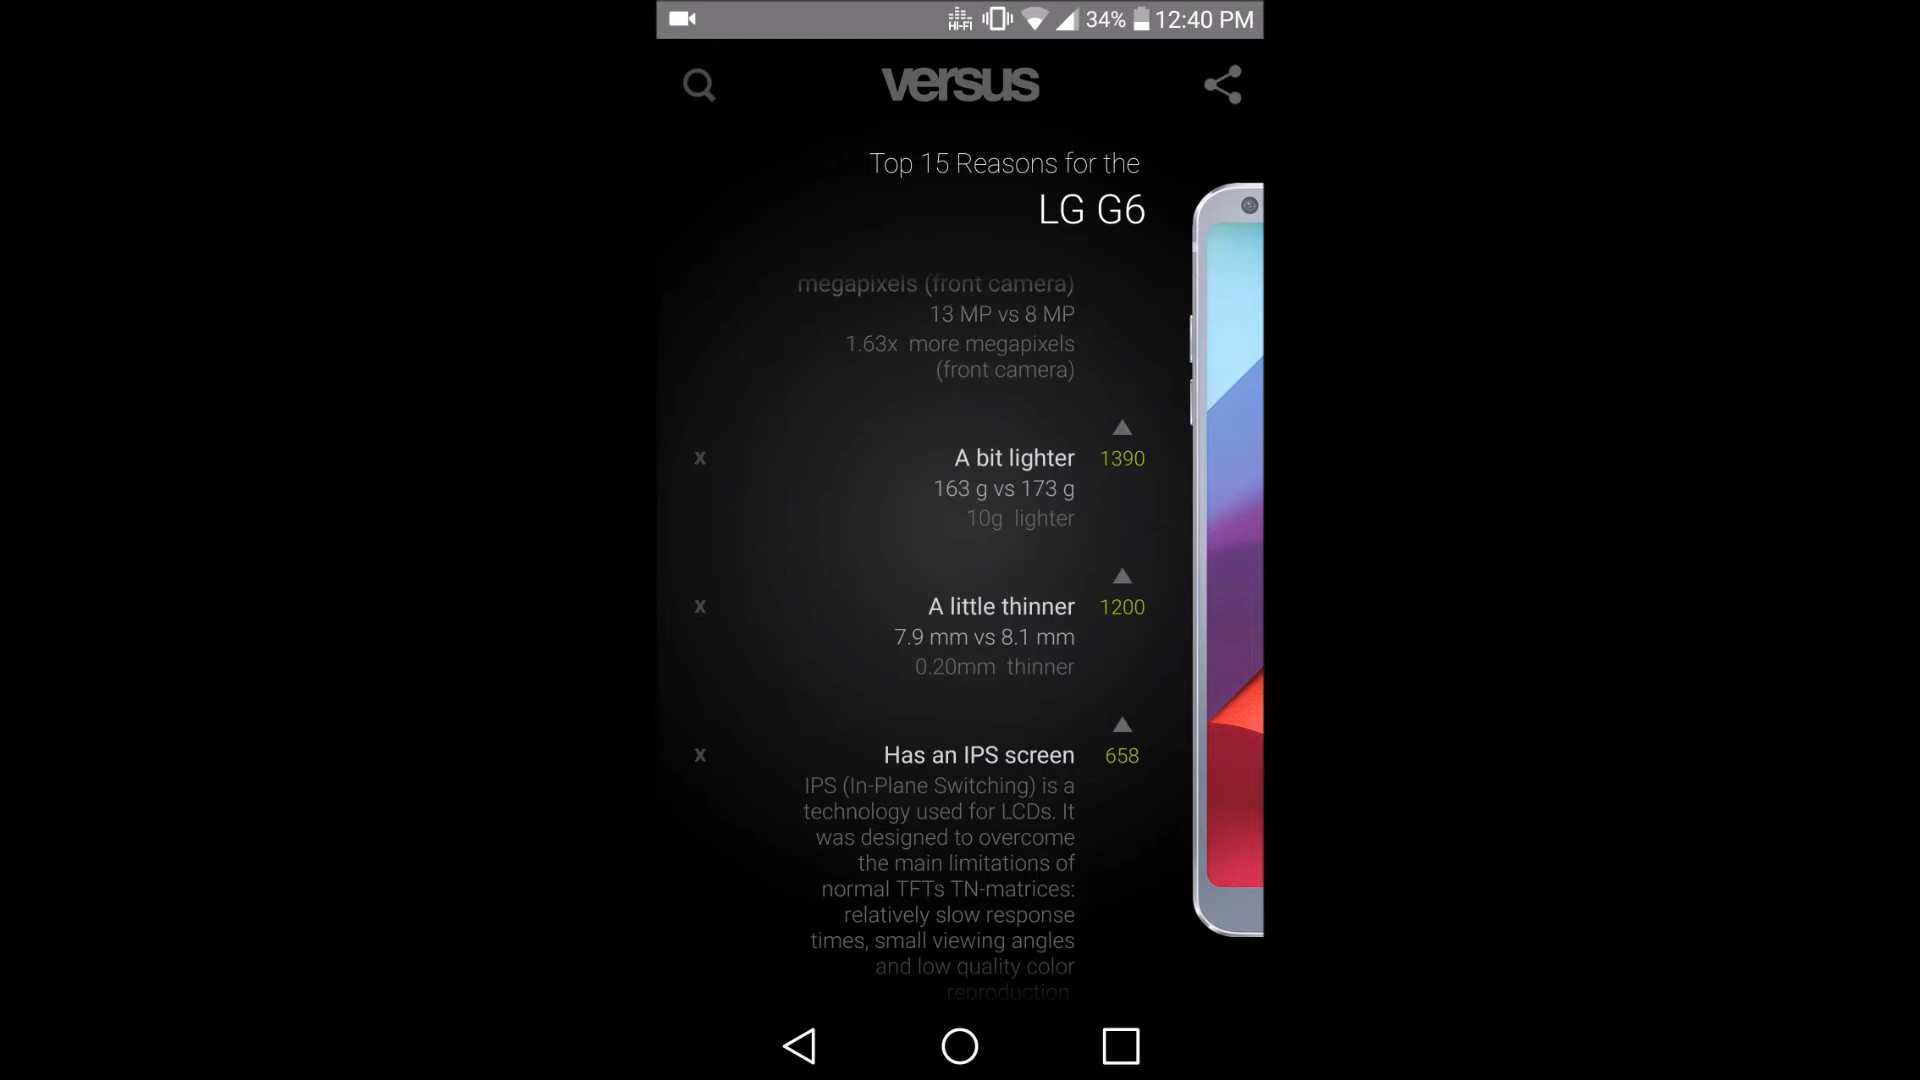 HI-FI 34% 12:40 PM
versus
Top 15 Reasons for the
LG G6
megapixels (front camera)
13 MP vs 8 MP
1.63x more megapixels
(front camera)
x A bit lighter 1390
163 g vs 173 g
10g lighter
x A little thinner 1200
7.9 mm vs 8.1 mm
0.20mm thinner
x Has an IPS screen 658
IPS (In-Plane Switching) is a
technology used for LCDs. It
was designed to overcome
the main limitations of
normal TFTs TN-matrices:
relatively slow response
times, small viewing angles
and low quality color
reproduction.